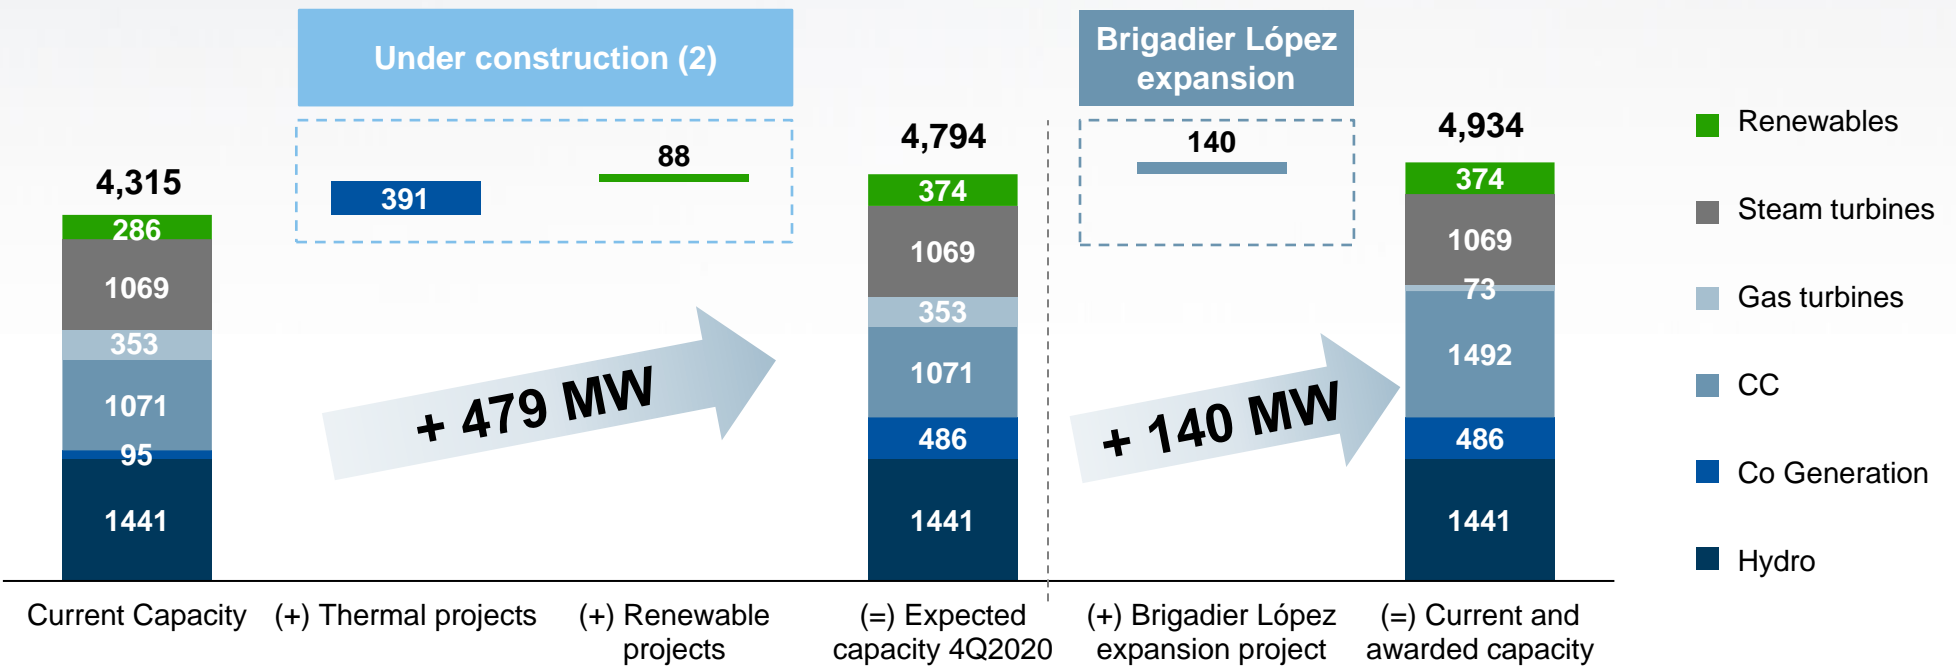 Under construction (2)
Brigadier López
expansion
4,315
286
1069
353
1071
95
1441
391
88
+ 479 MW
4,794
374
1069
353
1071
486
1441
140
+ 140 MW
4,934
374
1069
73
1492
486
1441
Renewables
Steam turbines
Gas turbines
CC
Co Generation
Hydro
Current Capacity
(+) Thermal projects
(+) Renewable
projects
(=) Expected
capacity 4Q2020
(+) Brigadier López
expansion project
(=) Current and
awarded capacity